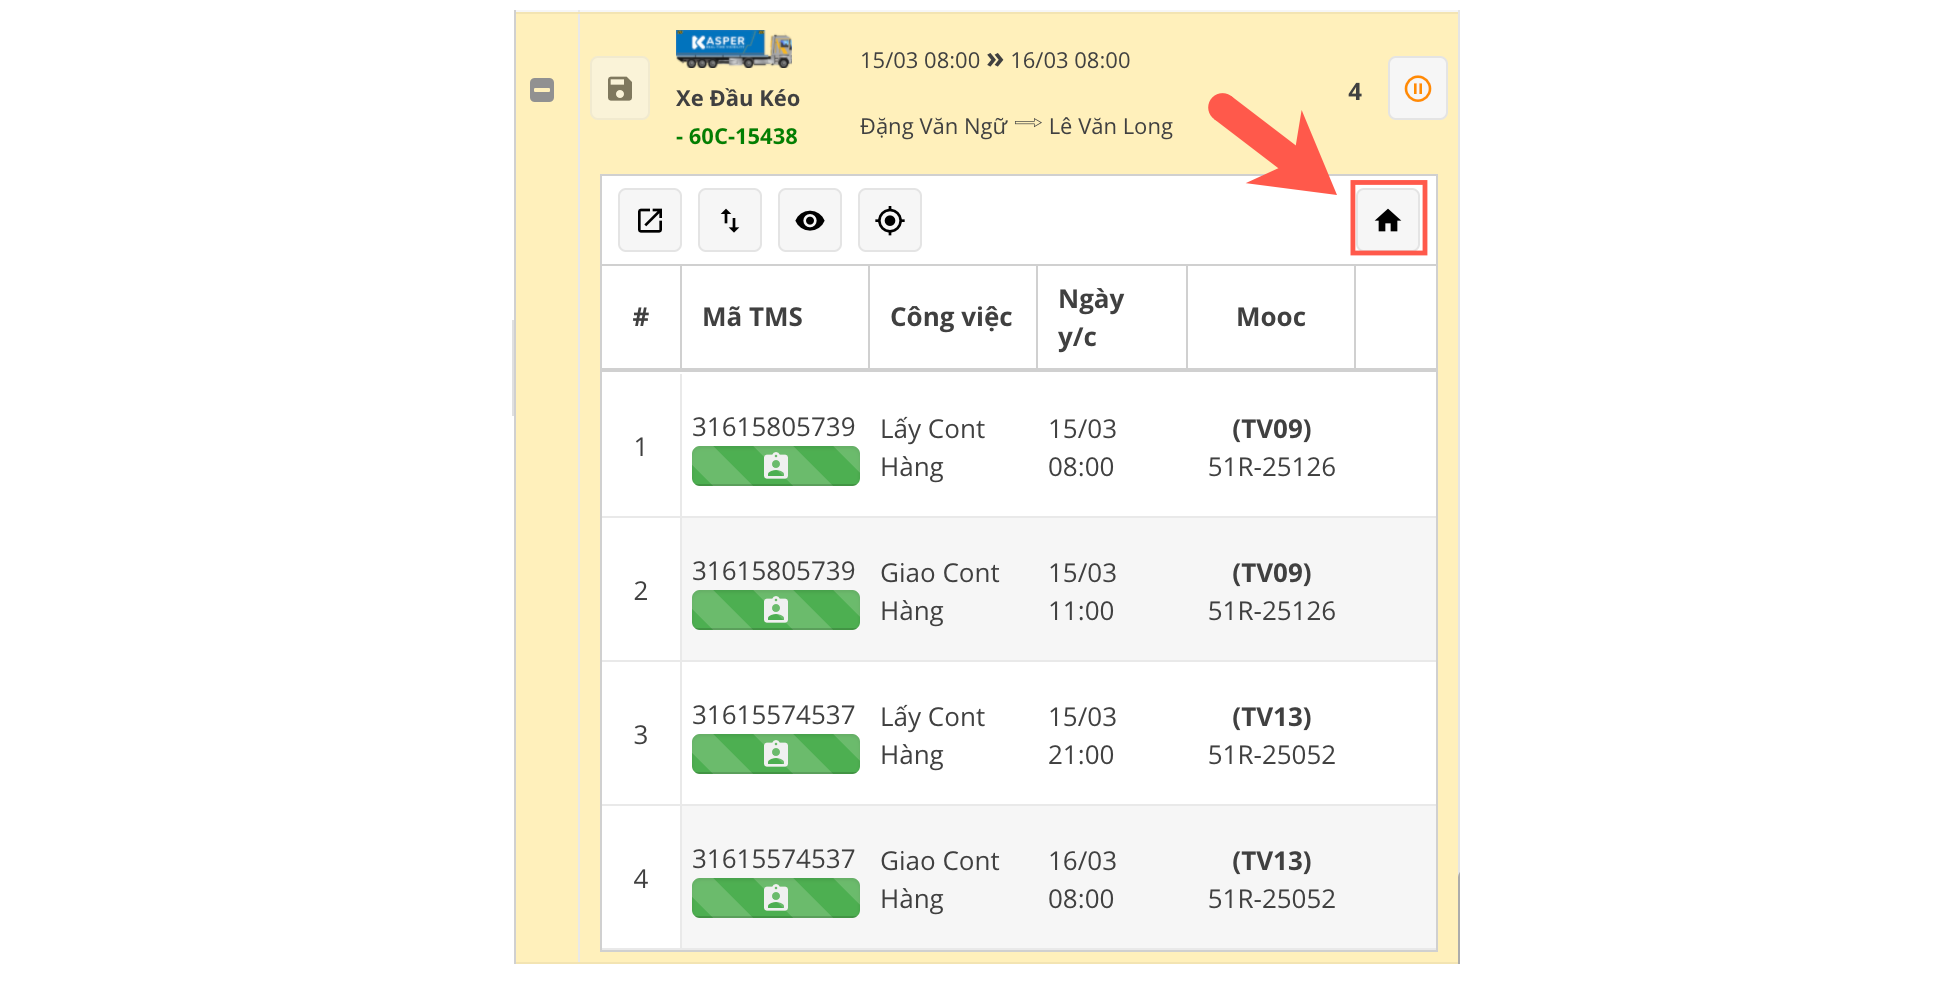 KASPER
15/03 08:00 » 16/03 08:00
4
Xe Đầu Kéo
- 60C-15438
Đặng Văn Ngữ ⇒ Lê Văn Long
# Mã TMS Công việc Ngày y/c Mooc
1 31615805739 Lấy Cont Hàng 15/03 08:00 (TV09) 51R-25126
2 31615805739 Giao Cont Hàng 15/03 11:00 (TV09) 51R-25126
3 31615574537 Lấy Cont Hàng 15/03 21:00 (TV13) 51R-25052
4 31615574537 Giao Cont Hàng 16/03 08:00 (TV13) 51R-25052